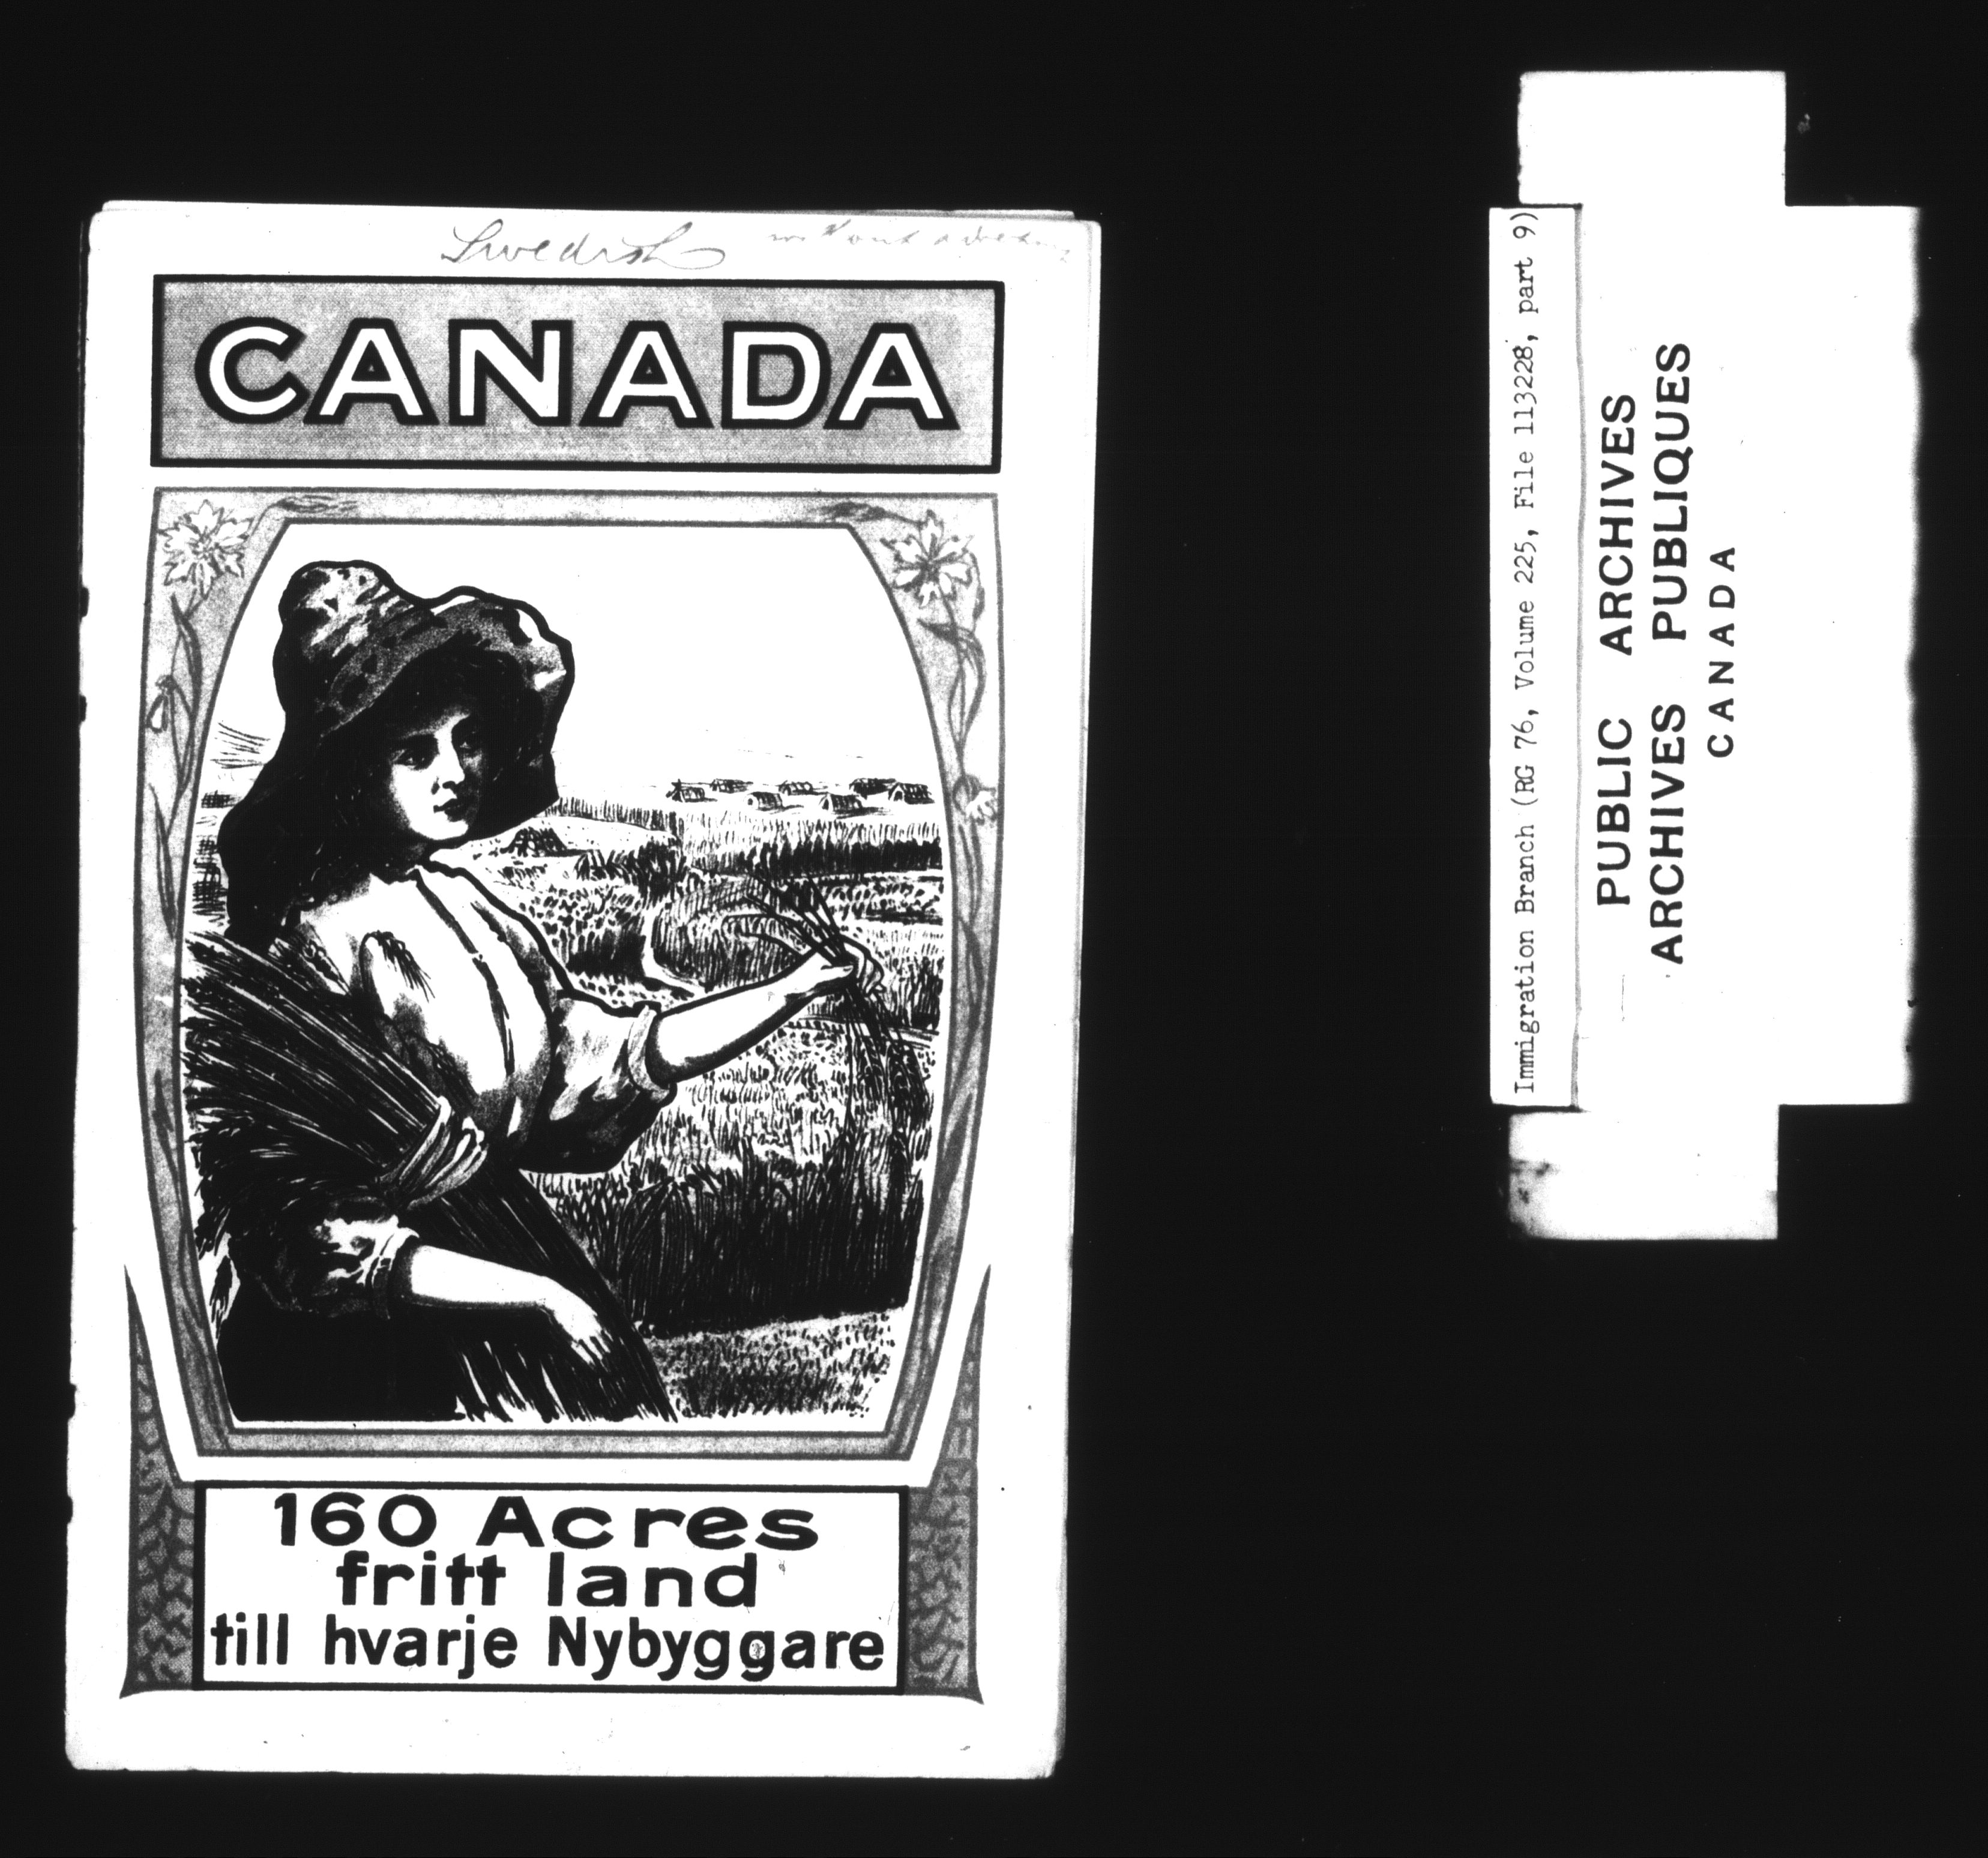 Swedish
CANADA
160 Acres
fritt land
till hvarje Nybyggare
Immigration Branch (RG 76, Volume 225, File 113228, part 9)
PUBLIC ARCHIVES
ARCHIVES PUBLIQUES
CANADA